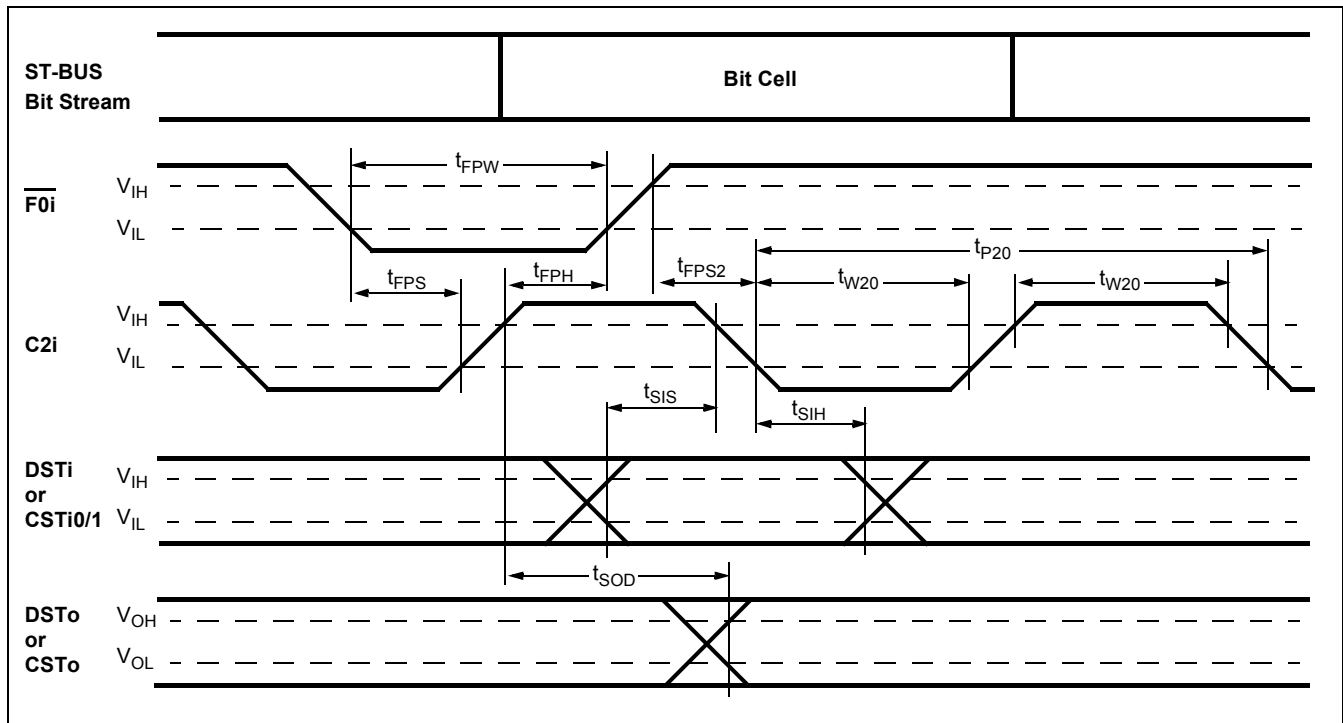 ST-BUS
Bit Stream
Bit Cell
F0i
VIH
VIL
tFPW
tFPS
tFPH
tFPS2
tP20
tW20
tW20
C2i
VIH
VIL
tSIS
tSIH
DSTi
or
CSTi0/1
VIH
VIL
tSOD
DSTo
or
CSTo
VOH
VOL